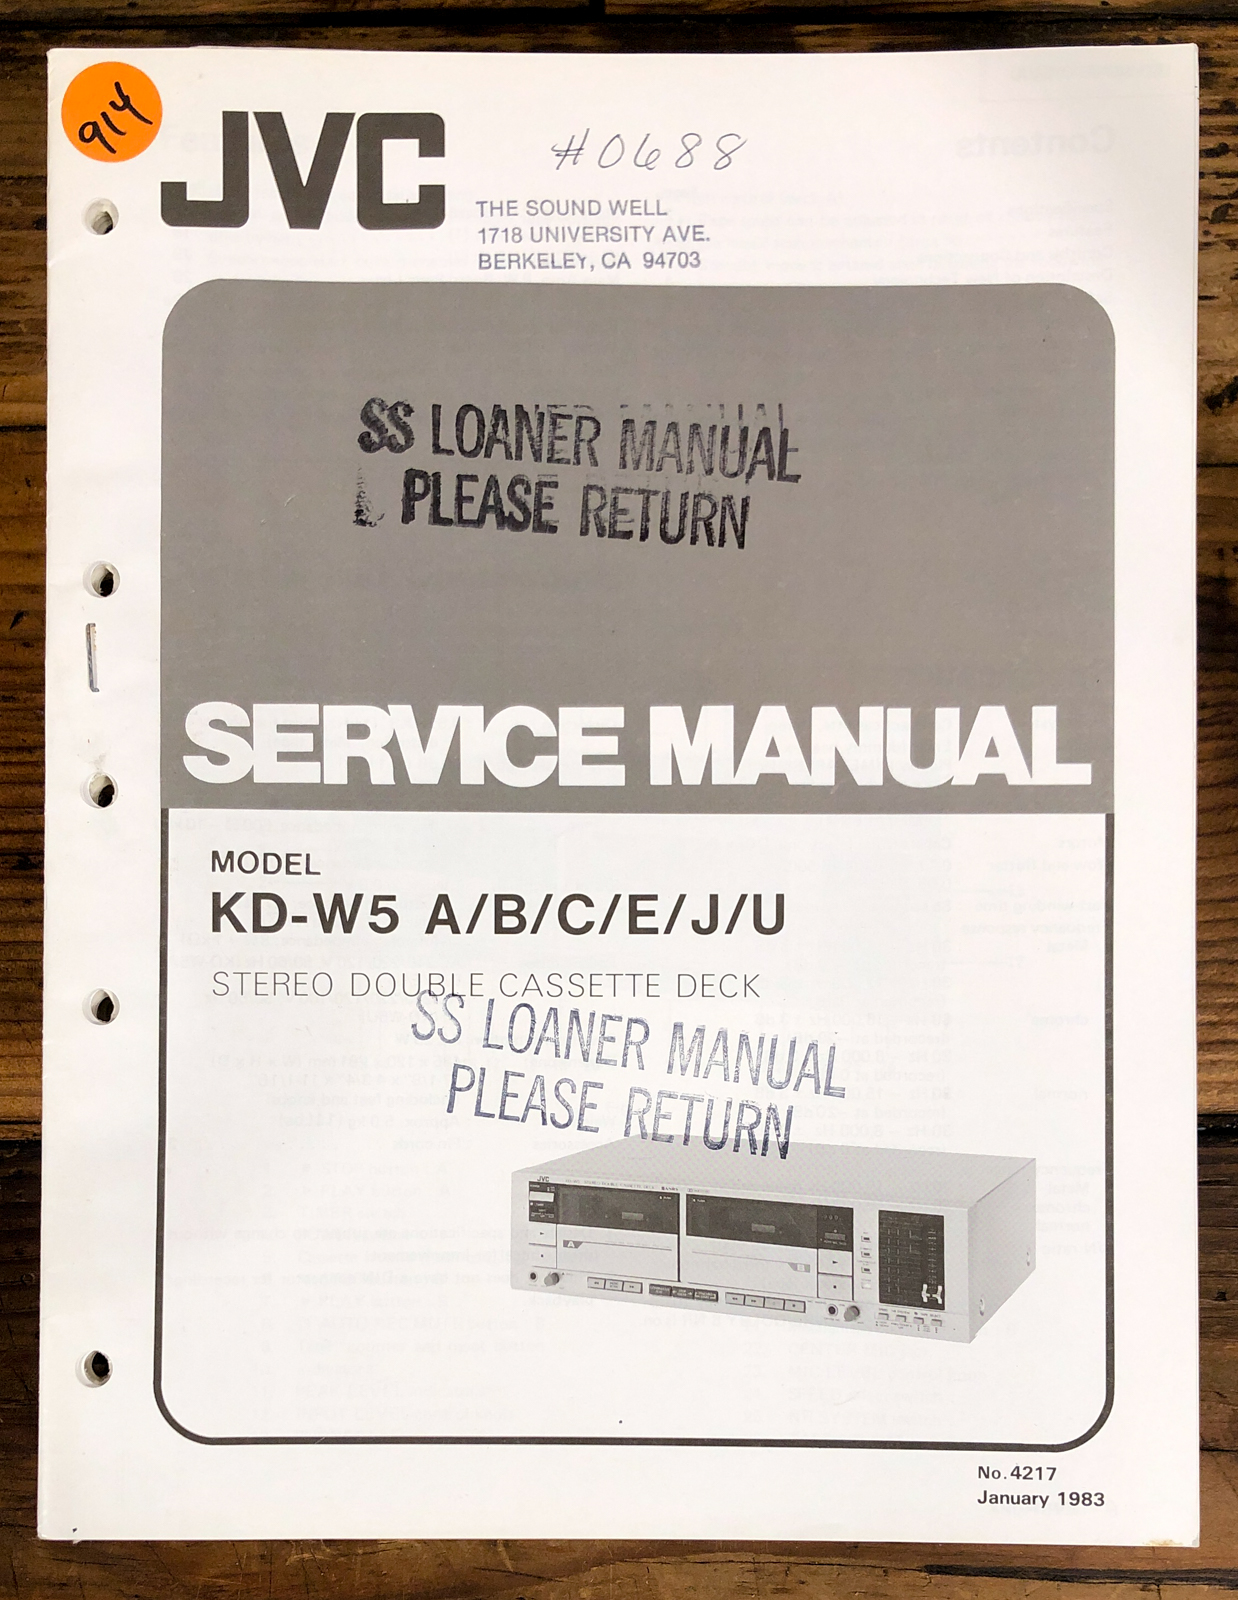 914
JVC
#0688
THE SOUND WELL
1718 UNIVERSITY AVE.
BERKELEY, CA 94703
SS LOANER MANUAL
PLEASE RETURN
SERVICE MANUAL
MODEL
KD-W5 A/B/C/E/J/U
STEREO DOUBLE CASSETTE DECK
SS LOANER MANUAL
PLEASE RETURN
JVC
A
B
No.4217
January 1983